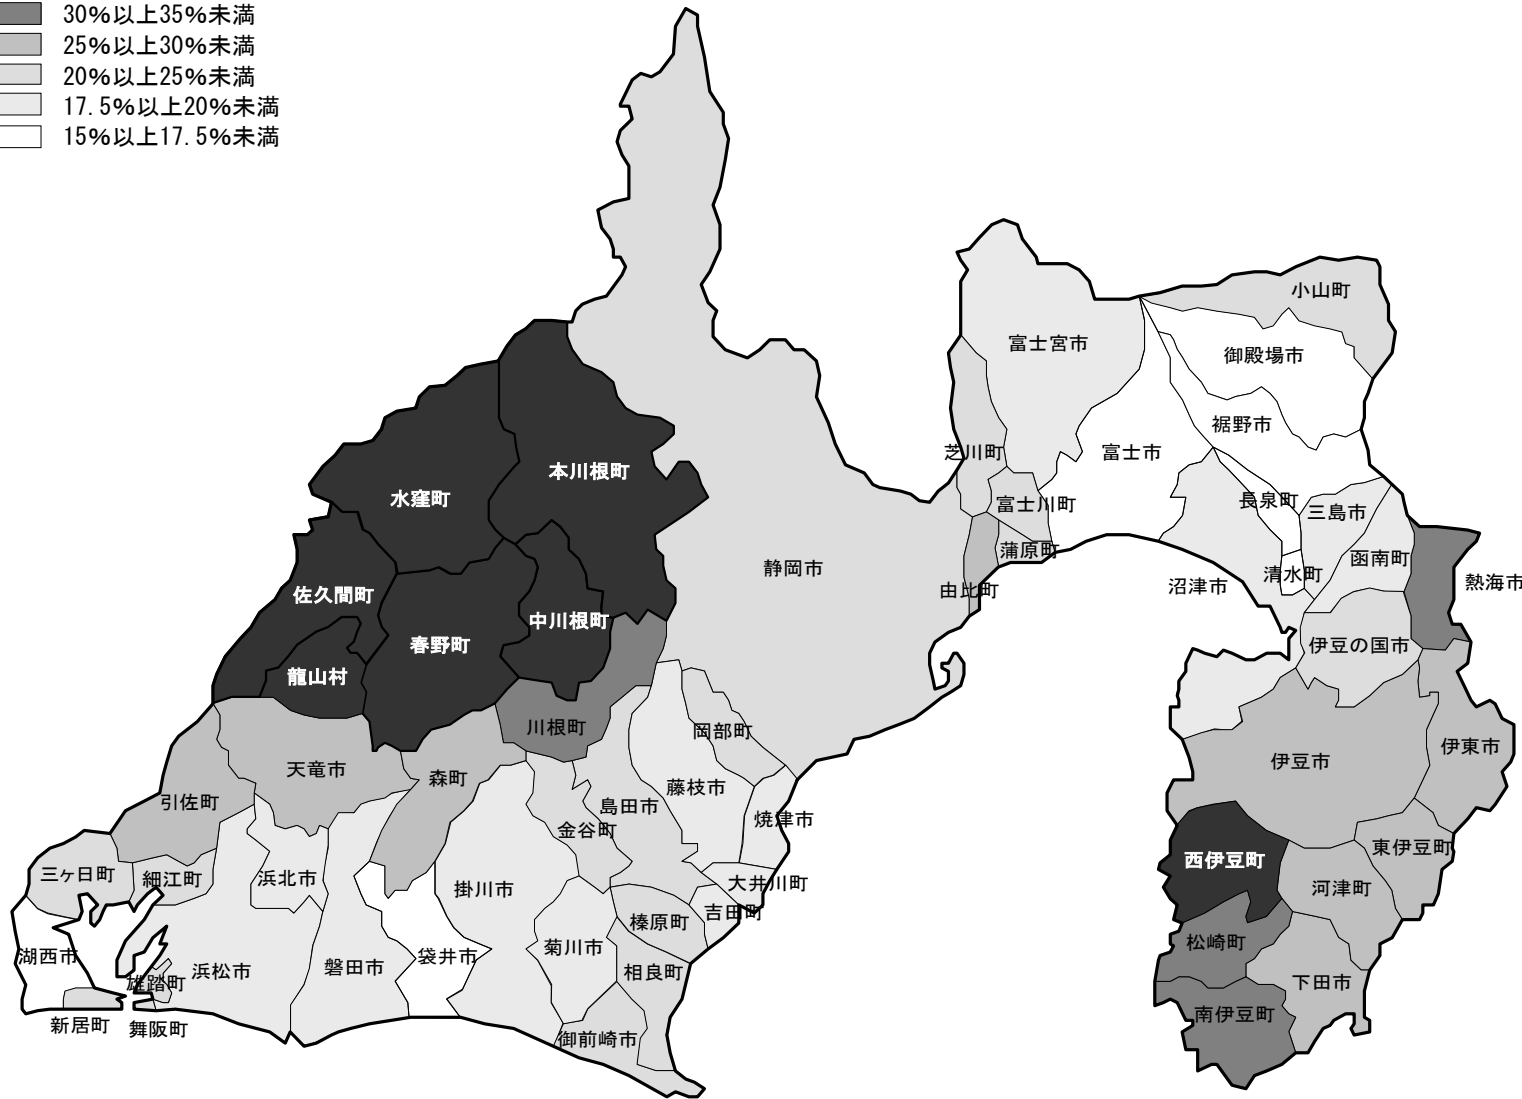 30%以上35%未満
25%以上30%未満
20%以上25%未満
17.5%以上20%未満
15%以上17.5%未満
小山町
富士宮市
御殿場市
裾野市
芝川町
富士市
本川根町
水窪町
長泉町
富士川町
三島市
蒲原町
函南町
静岡市
清水町
沼津市
熱海市
由比町
佐久間町
中川根町
春野町
伊豆の国市
龍山村
川根町
岡部町
伊東市
伊豆市
天竜市
森町
藤枝市
引佐町
島田市
焼津市
金谷町
東伊豆町
西伊豆町
三ヶ日町
細江町
浜北市
大井川町
掛川市
河津町
吉田町
榛原町
松崎町
菊川市
湖西市
袋井市
浜松市
磐田市
相良町
雄踏町
下田市
南伊豆町
新居町
舞阪町
御前崎市